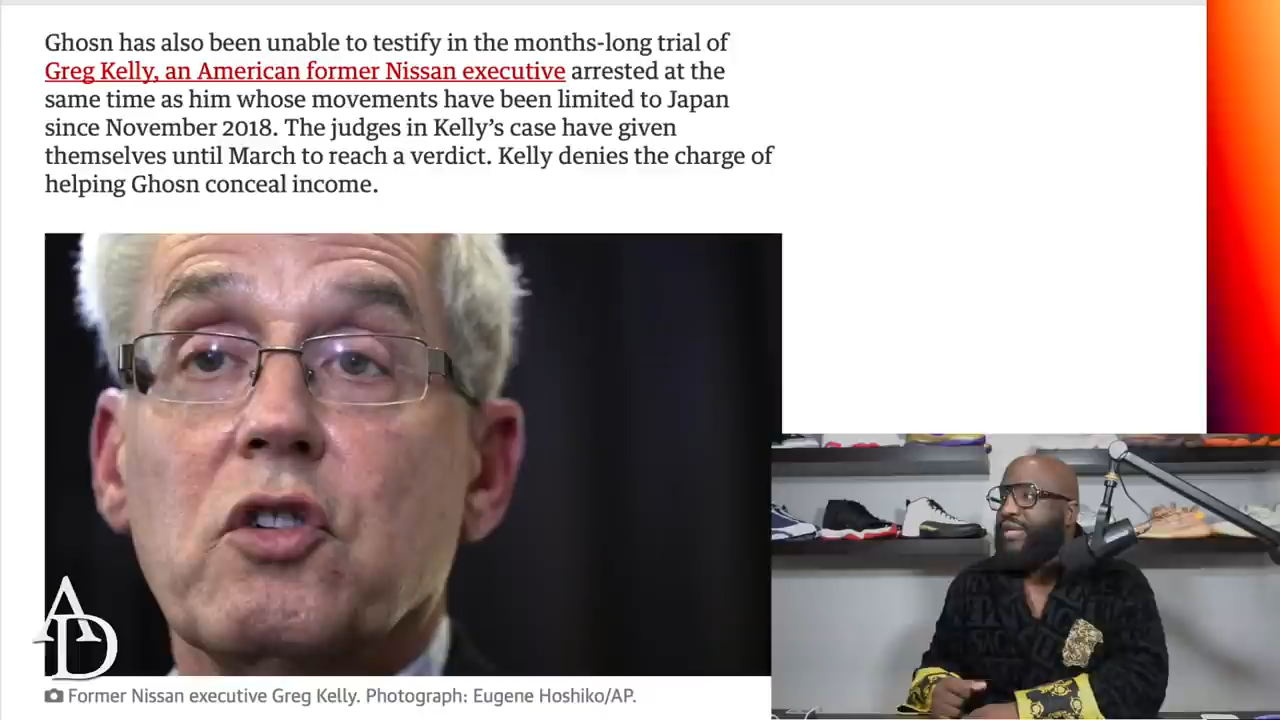 Ghosn has also been unable to testify in the months-long trial of
Greg Kelly, an American former Nissan executive arrested at the
same time as him whose movements have been limited to Japan
since November 2018. The judges in Kelly’s case have given
themselves until March to reach a verdict. Kelly denies the charge of
helping Ghosn conceal income.
AD
Former Nissan executive Greg Kelly. Photograph: Eugene Hoshiko/AP.